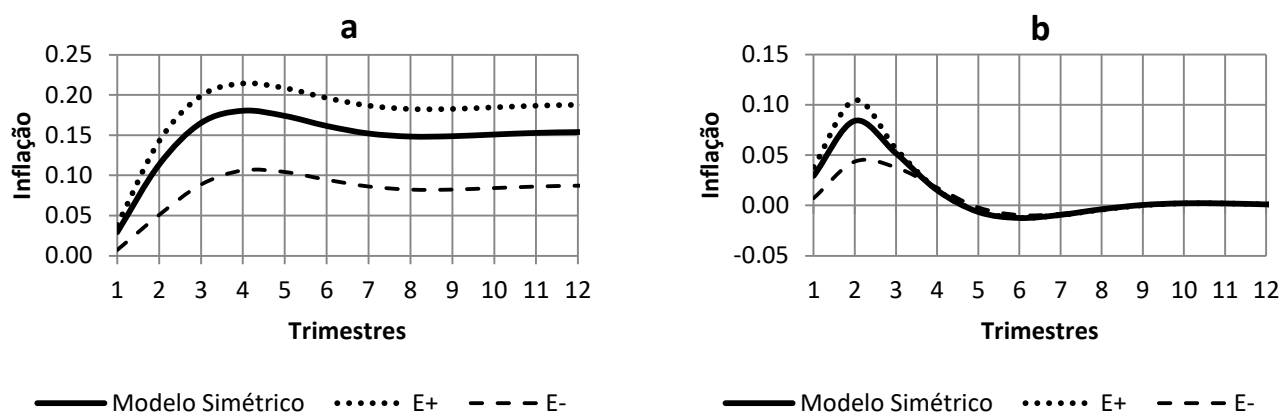 a
0.25
0.20
0.15
0.10
0.05
0.00
Inflação
1 2 3 4 5 6 7 8 9 10 11 12
Trimestres
Modelo Simétrico E+ E-
b
0.15
0.10
0.05
0.00
-0.05
Inflação
1 2 3 4 5 6 7 8 9 10 11 12
Trimestres
Modelo Simétrico E+ E-